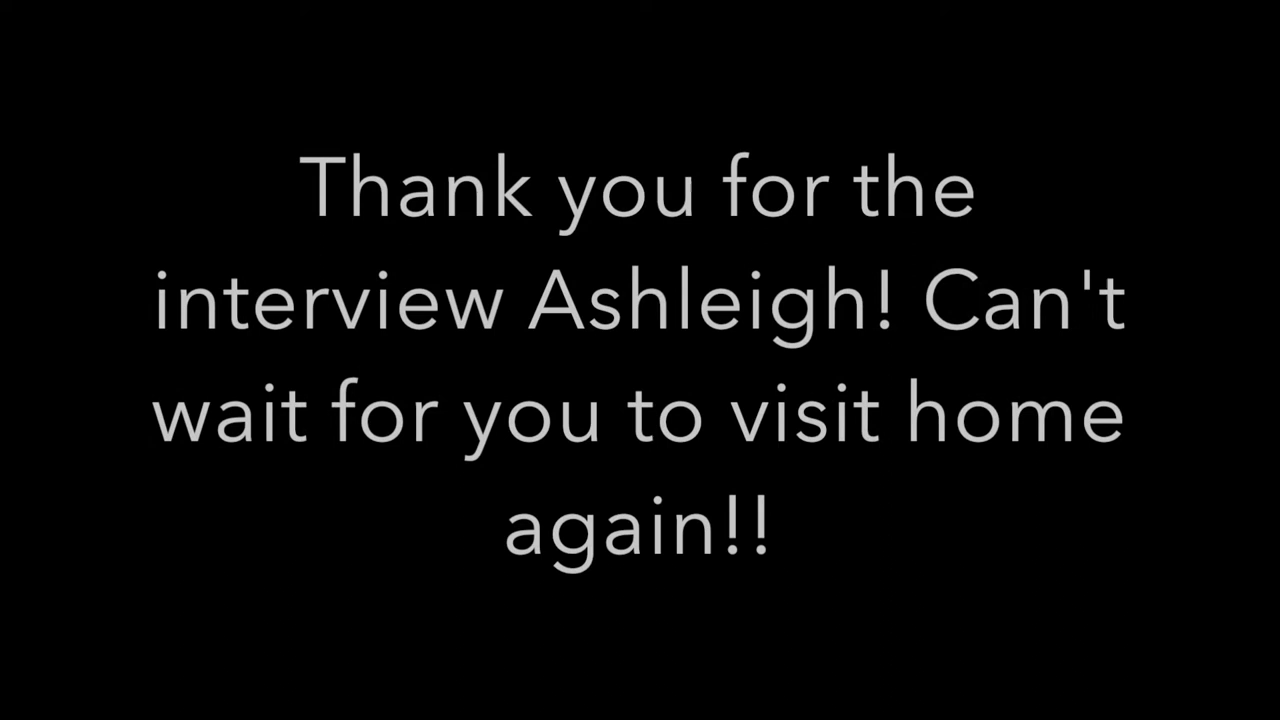 Thank you for the
interview Ashleigh! Can't
wait for you to visit home
again!!